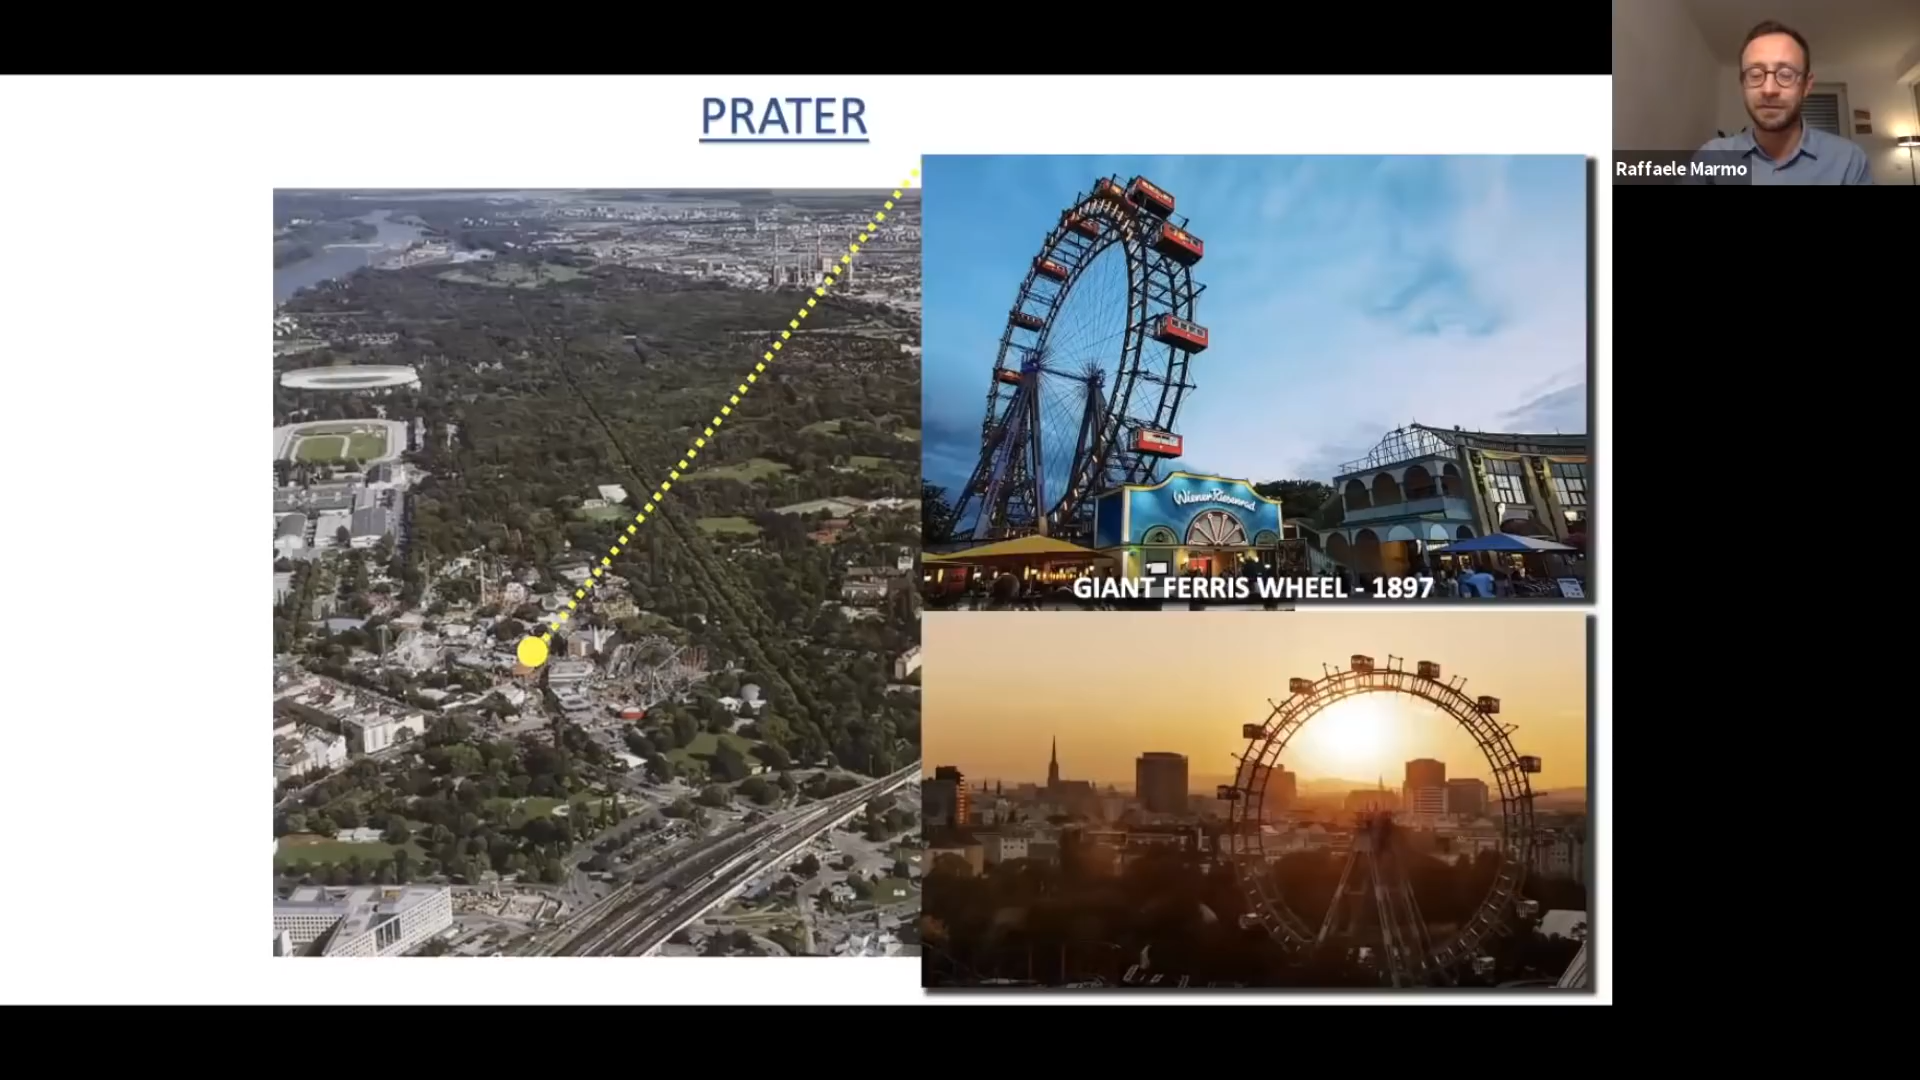 PRATER
Raffaele Marmo
Wiener Riesenrad
GIANT FERRIS WHEEL - 1897